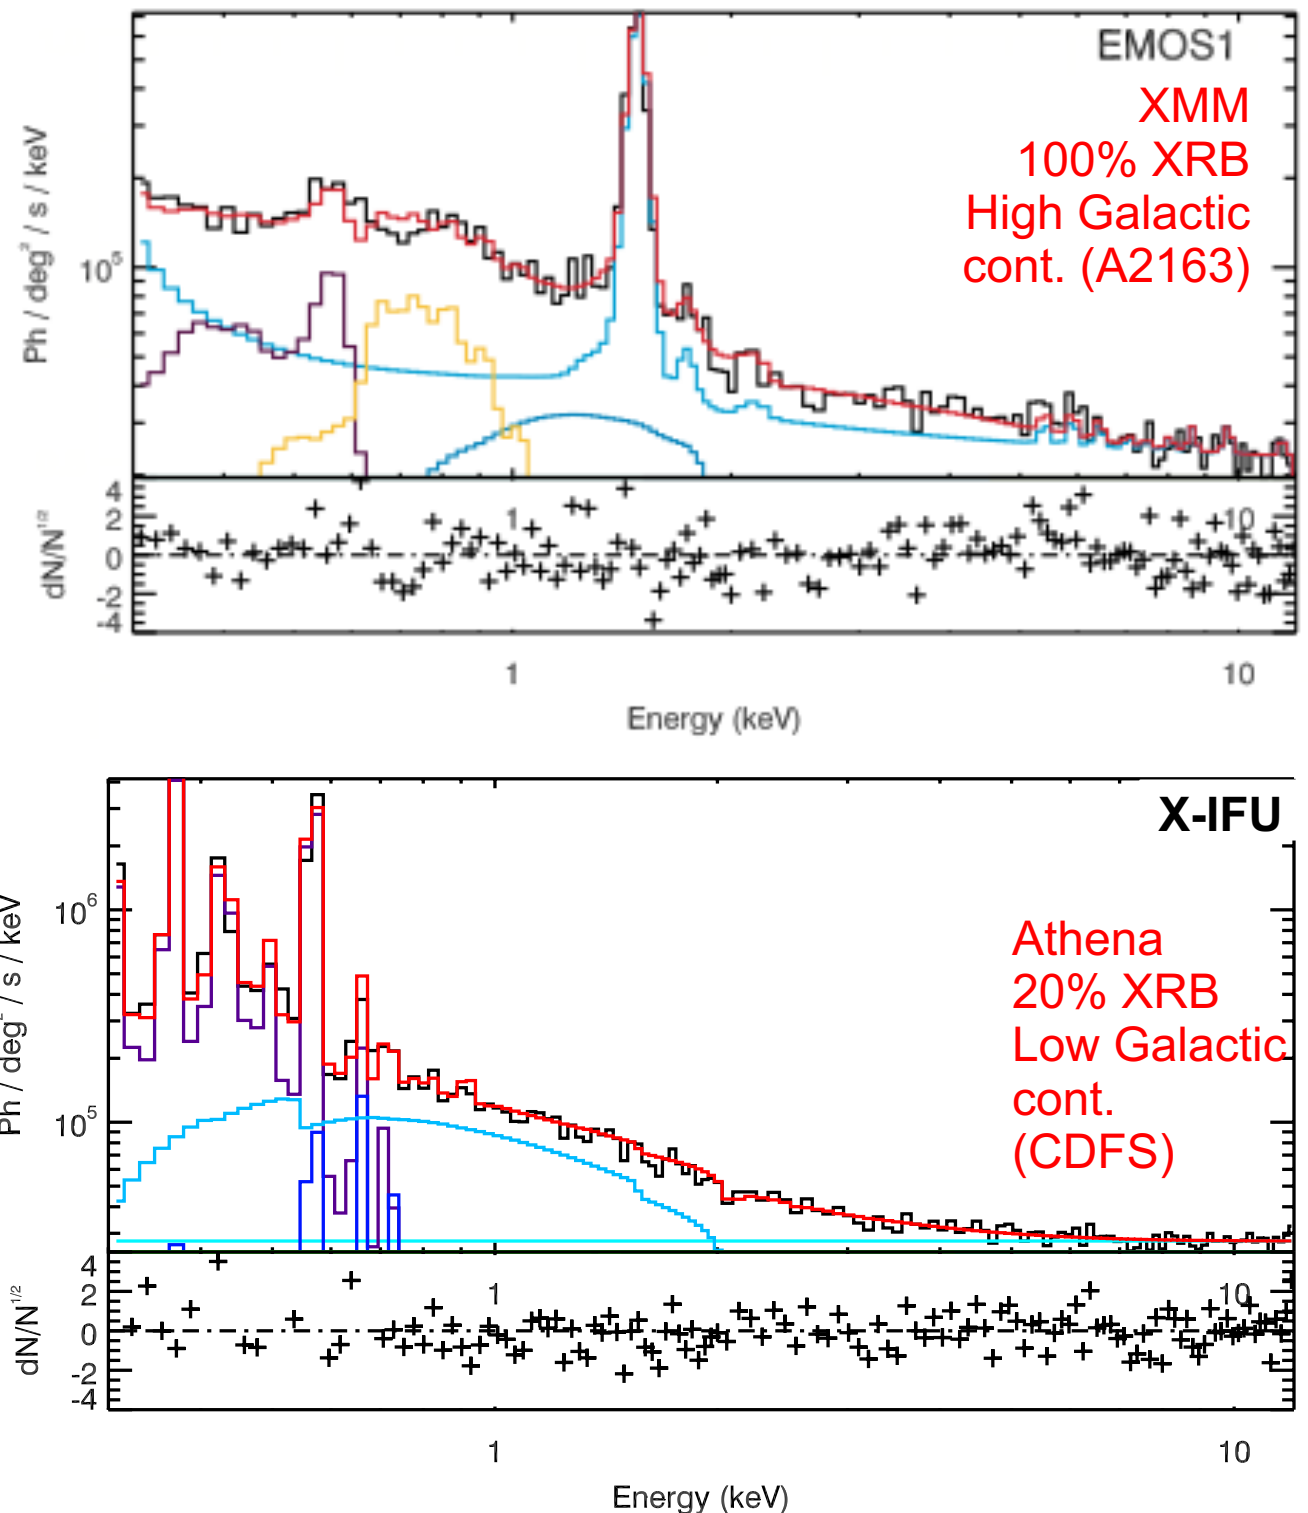 EMOS1
XMM
100% XRB
High Galactic
cont. (A2163)
Ph / deg² / s / keV
10⁵
dN/N^1/2
4
2
0
-2
-4
1
10
1
10
Energy (keV)
X-IFU
Athena
20% XRB
Low Galactic
cont.
(CDFS)
Ph / deg² / s / keV
10⁶
10⁵
dN/N^1/2
4
2
0
-2
-4
1
10
1
10
Energy (keV)